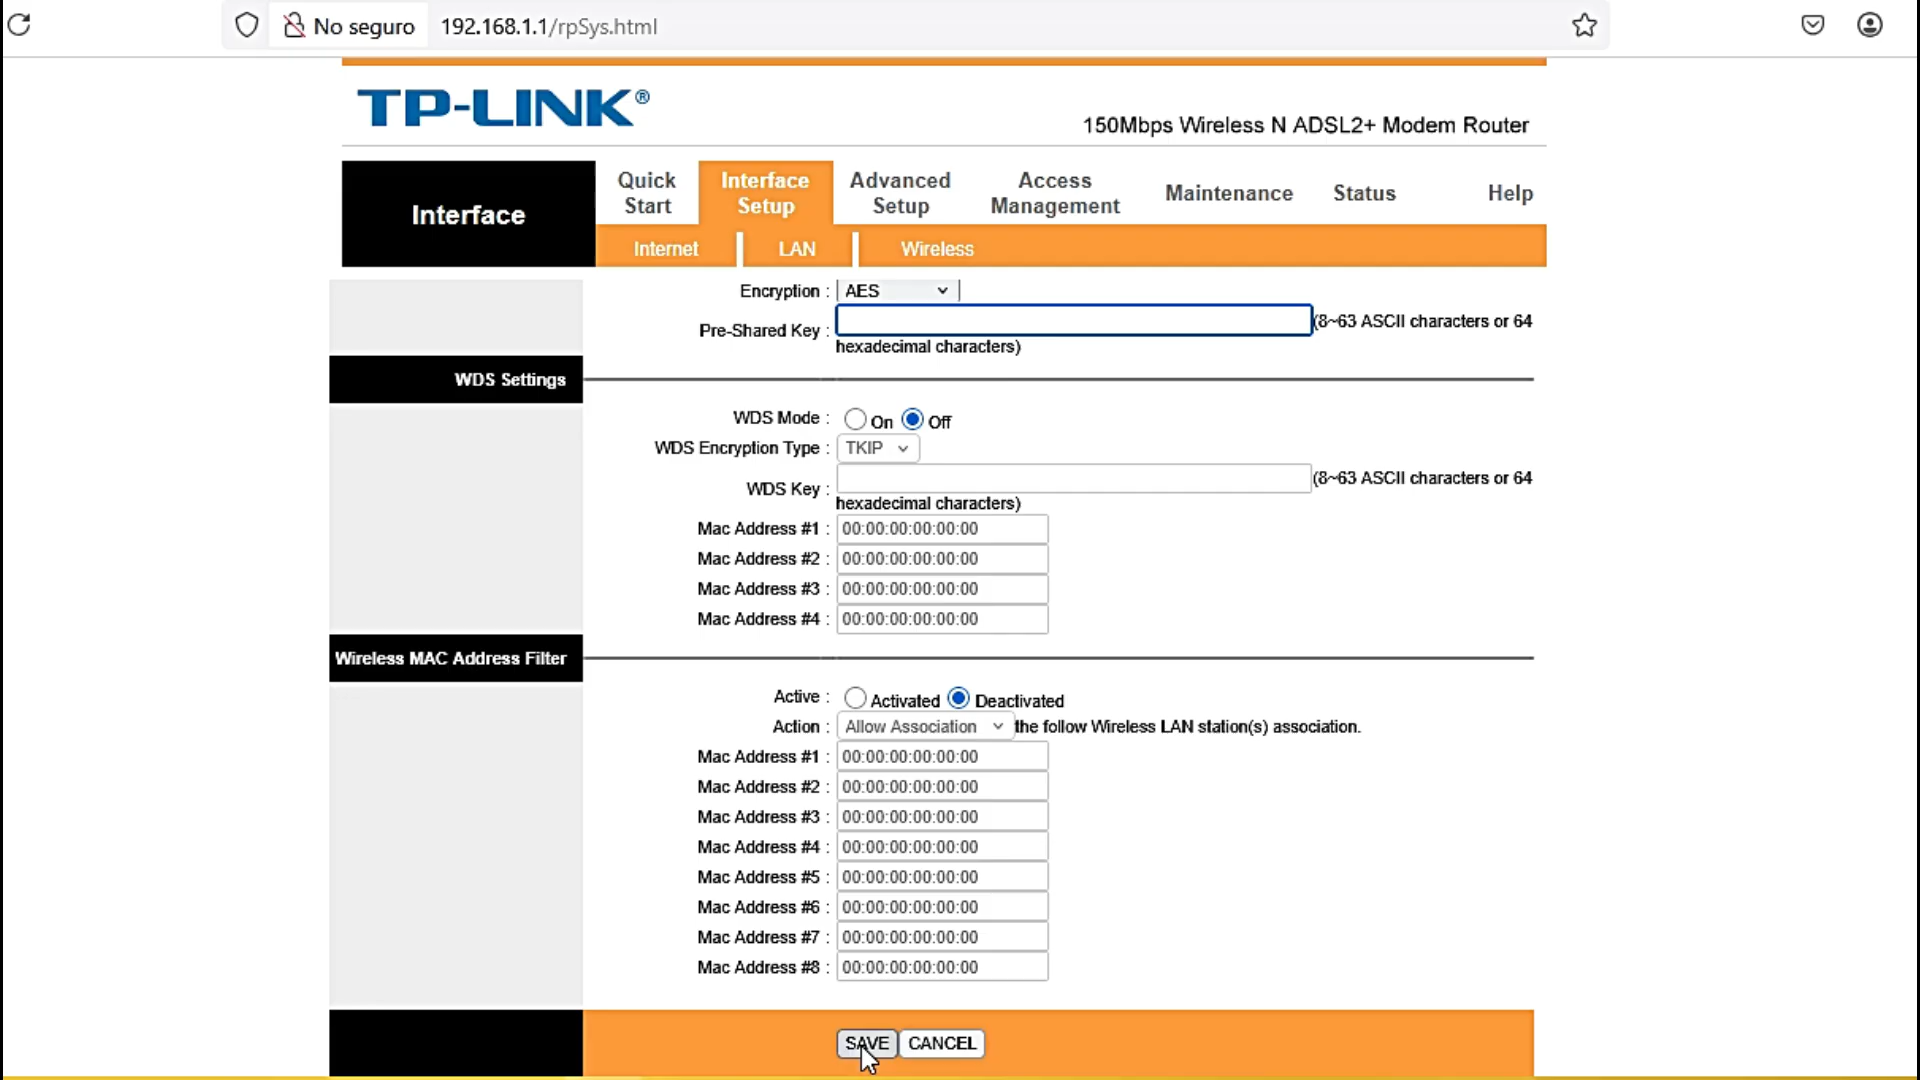 No seguro 192.168.1.1/rpSys.html
TP-LINK®
150Mbps Wireless N ADSL2+ Modem Router
Interface
Quick Start
Interface Setup
Advanced Setup
Access Management
Maintenance
Status
Help
Internet LAN Wireless
Encryption : AES
Pre-Shared Key : (8~63 ASCII characters or 64
hexadecimal characters)
WDS Settings
WDS Mode : On Off
WDS Encryption Type : TKIP
WDS Key : (8~63 ASCII characters or 64
hexadecimal characters)
Mac Address #1 : 00:00:00:00:00:00
Mac Address #2 : 00:00:00:00:00:00
Mac Address #3 : 00:00:00:00:00:00
Mac Address #4 : 00:00:00:00:00:00
Wireless MAC Address Filter
Active : Activated Deactivated
Action : Allow Association the follow Wireless LAN station(s) association.
Mac Address #1 : 00:00:00:00:00:00
Mac Address #2 : 00:00:00:00:00:00
Mac Address #3 : 00:00:00:00:00:00
Mac Address #4 : 00:00:00:00:00:00
Mac Address #5 : 00:00:00:00:00:00
Mac Address #6 : 00:00:00:00:00:00
Mac Address #7 : 00:00:00:00:00:00
Mac Address #8 : 00:00:00:00:00:00
SAVE CANCEL